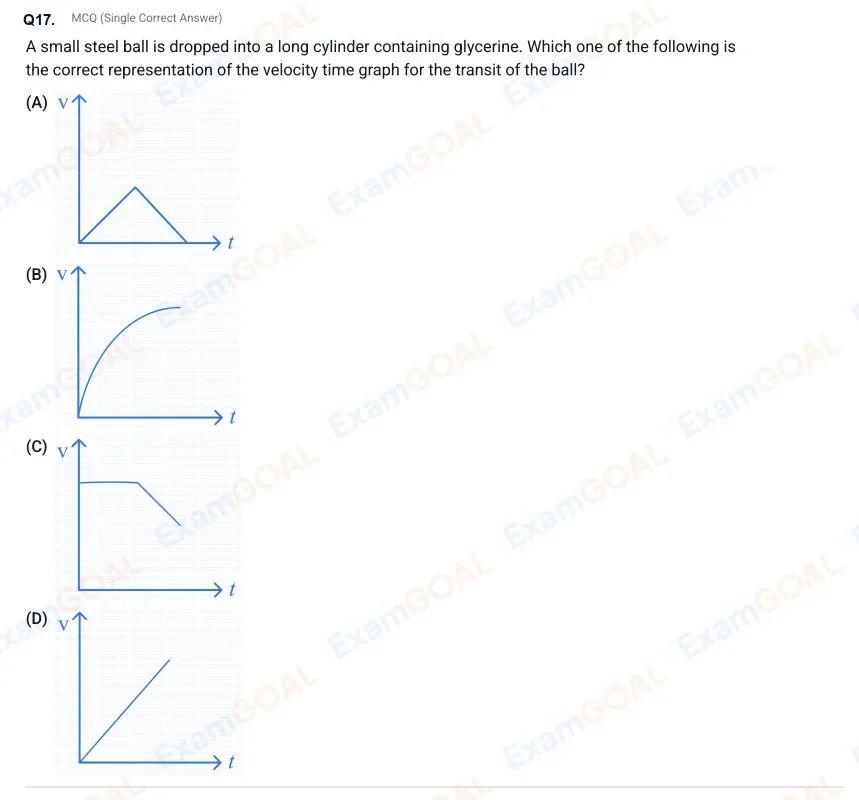 Q17. MCQ (Single Correct Answer)
A small steel ball is dropped into a long cylinder containing glycerine. Which one of the following is
the correct representation of the velocity time graph for the transit of the ball?
(A) v
t
(B) v
t
(C) v
t
(D) v
t
ExamGOAL